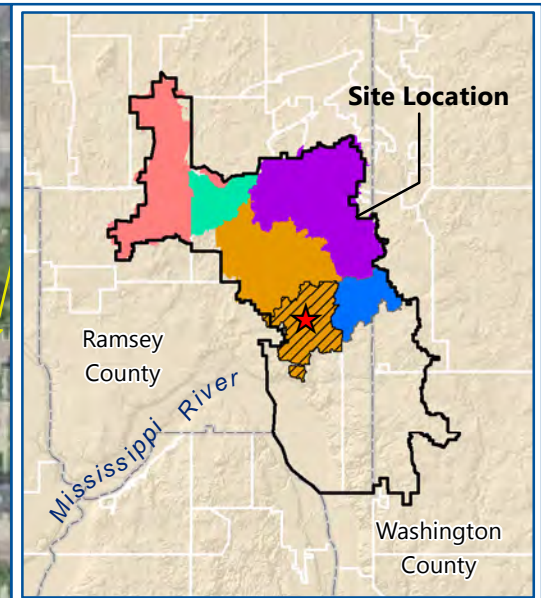 Site Location
Ramsey
County
Mississippi River
Washington
County